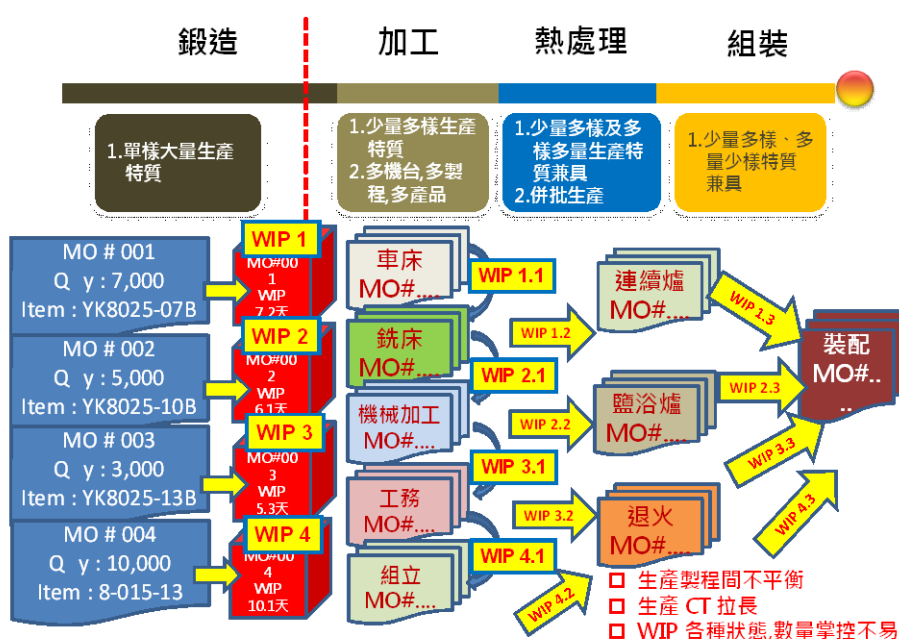 鍛造
加工
熱處理
組裝
1.單樣大量生產
特質
1.少量多樣生產
特質
2.多機台,多製
程,多產品
1.少量多樣及多
樣多量生產特
質兼具
2.併批生產
1.少量多樣、多
量少樣特質
兼具
MO # 001
Q y : 7,000
Item : YK8025-07B
WIP 1
MO#00
1
WIP
7.2天
MO # 002
Q y : 5,000
Item : YK8025-10B
WIP 2
MO#00
2
WIP
6.1天
MO # 003
Q y : 3,000
Item : YK8025-13B
WIP 3
MO#00
3
WIP
5.3天
MO # 004
Q y : 10,000
Item : 8-015-13
WIP 4
MO#00
4
WIP
10.1天
車床
MO#....
WIP 1.1
銑床
MO#....
WIP 2.1
機械加工
MO#....
WIP 3.1
工務
MO#....
WIP 4.1
組立
MO#....
WIP 1.2
WIP 2.2
WIP 3.2
WIP 4.2
連續爐
MO#....
鹽浴爐
MO#....
退火
MO#....
WIP 1.3
WIP 2.3
WIP 3.3
WIP 4.3
裝配
MO#..
..
生產製程間不平衡
生產 CT 拉長
WIP 各種狀態,數量掌控不易